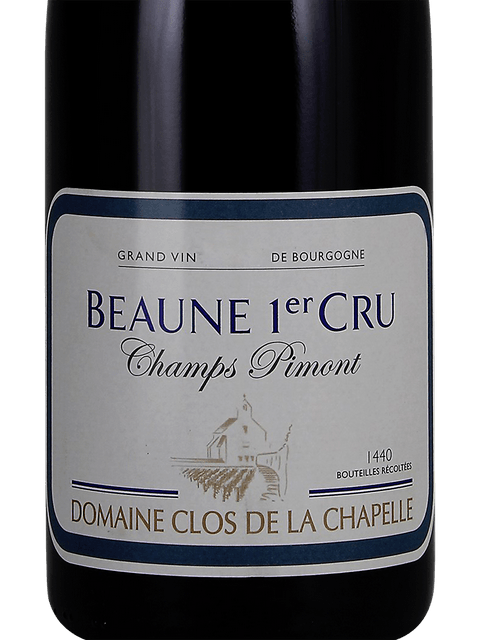 GRAND VIN DE BOURGOGNE
BEAUNE 1er CRU
Champs Pimont
1440
BOUTEILLES RÉCOLTÉES
DOMAINE CLOS DE LA CHAPELLE